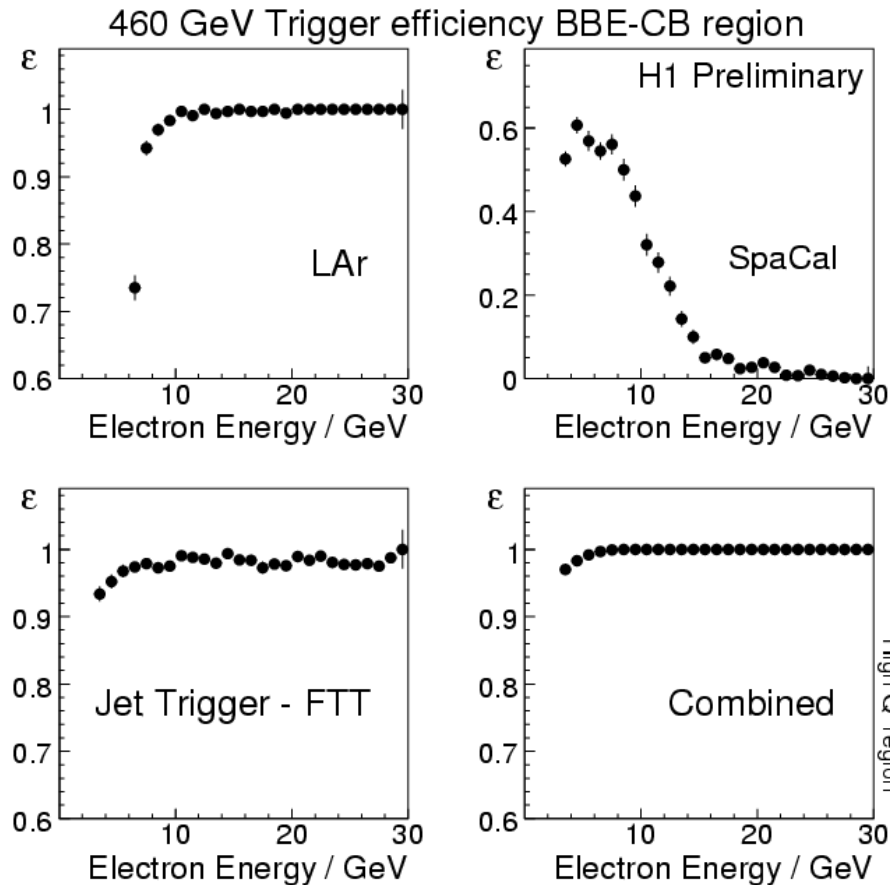 460 GeV Trigger efficiency BBE-CB region
ε
1
0.9
0.8
0.7
0.6
10
20
30
LAr
Electron Energy / GeV
ε
H1 Preliminary
0.6
0.4
0.2
0
10
20
30
SpaCal
Electron Energy / GeV
ε
1
0.9
0.8
0.7
0.6
10
20
30
Jet Trigger - FTT
Electron Energy / GeV
ε
1
0.9
0.8
0.7
0.6
10
20
30
Combined
Electron Energy / GeV
region